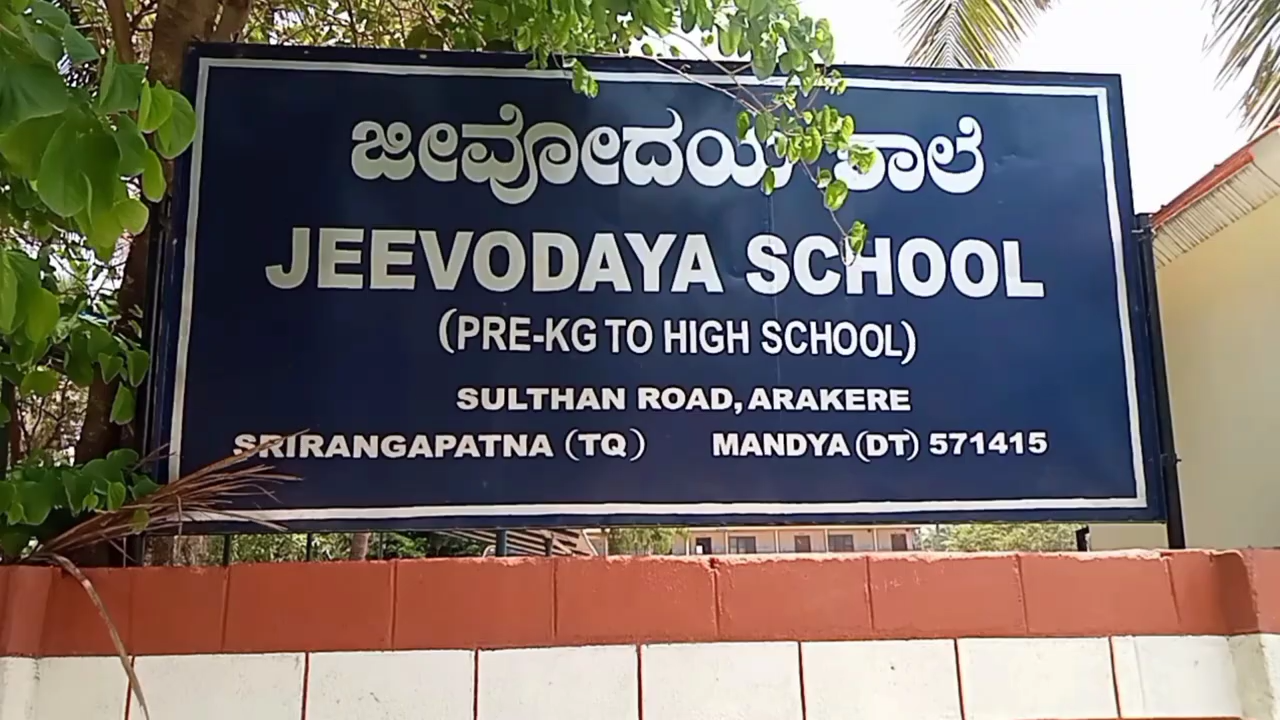 ಜೀವೋದಯ ಶಾಲೆ
JEEVODAYA SCHOOL
(PRE-KG TO HIGH SCHOOL)
SULTHAN ROAD, ARAKERE
SRIRANGAPATNA (TQ) MANDYA (DT) 571415